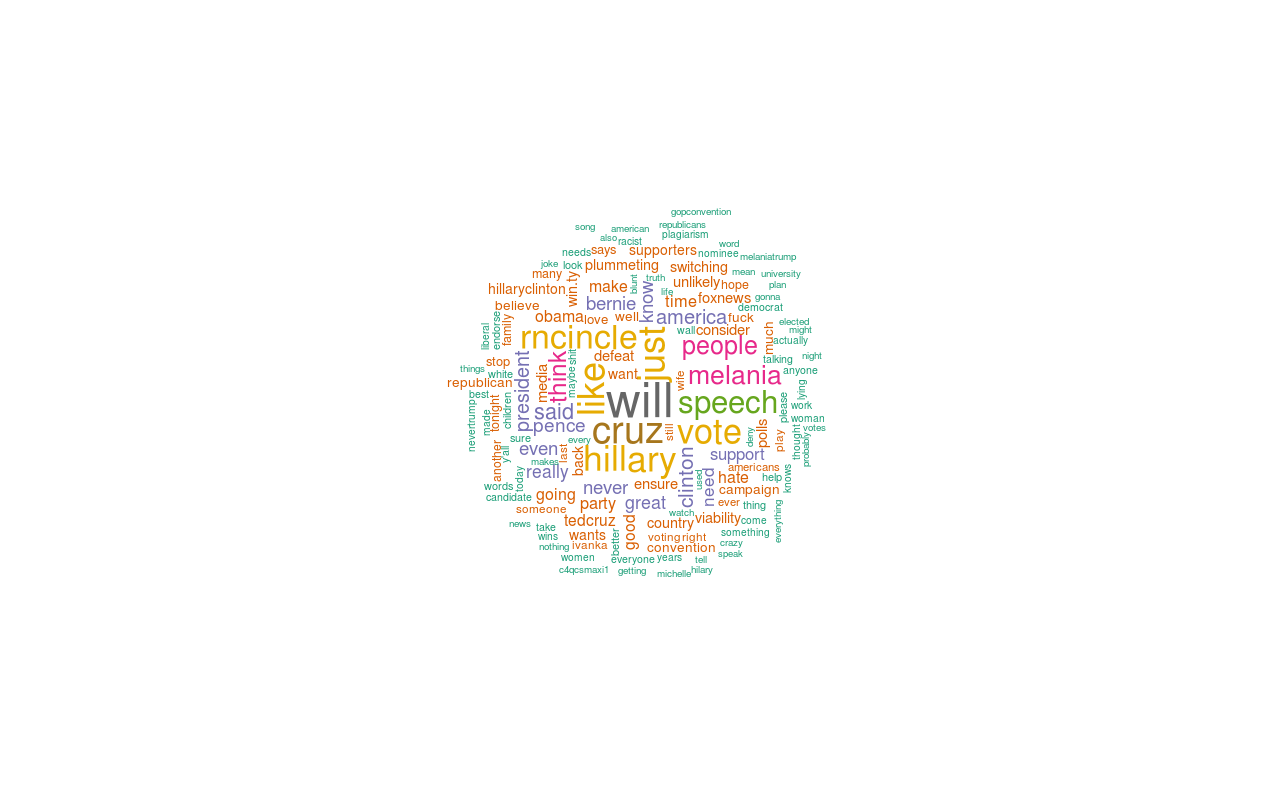 gopconvention
song
american
republicans
also
racist
plagiarism
needs
says
supporters
nominee
word
melaniatrump
joke
look
plummeting
switching
mean
university
many
win.ty
make
blunt
truth
unlikely
hope
plan
hillaryclinton
bernie
know
life
time
foxnews
gonna
believe
obama
love
well
america
fuck
democrat
liberal
endorse
family
rncincle
just
wall
consider
much
elected
might
actually
people
stop
president
think
shit
defeat
talking
night
things
white
media
maybe
like
want
wife
melania
anyone
republican
best
children
will
speech
please
lying
work
nevertrump
made
tonight
said
pence
cruz
still
vote
deny
polls
play
woman
votes
thought
probably
sure
every
another
y'all
even
last
back
hillary
support
makes
really
clinton
used
need
americans
hate
help
knows
words
today
never
ensure
campaign
candidate
going
party
great
ever
thing
someone
watch
viability
come
everything
news
take
tedcruz
good
country
something
wins
wants
better
voting
right
crazy
nothing
ivanka
convention
speak
women
everyone
years
tell
c4qcsmaxi1
getting
michelle
hilary